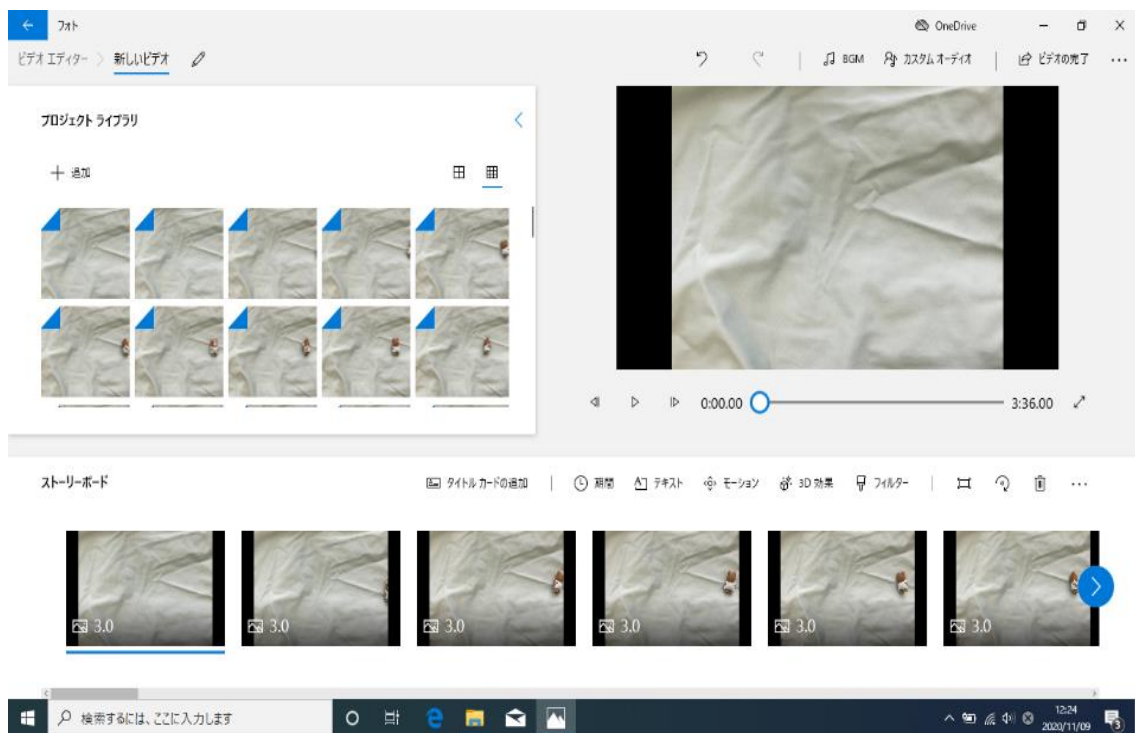 フォト
OneDrive
ビデオ エディター > 新しいビデオ
BGM
カスタム オーディオ
ビデオの完了
プロジェクト ライブラリ
追加
0:00.00
3:36.00
ストーリーボード
タイトル カードの追加
期間
テキスト
モーション
3D 効果
フィルター
3.0
3.0
3.0
3.0
3.0
3.0
検索するには、ここに入力します
12:24
2020/11/09
3